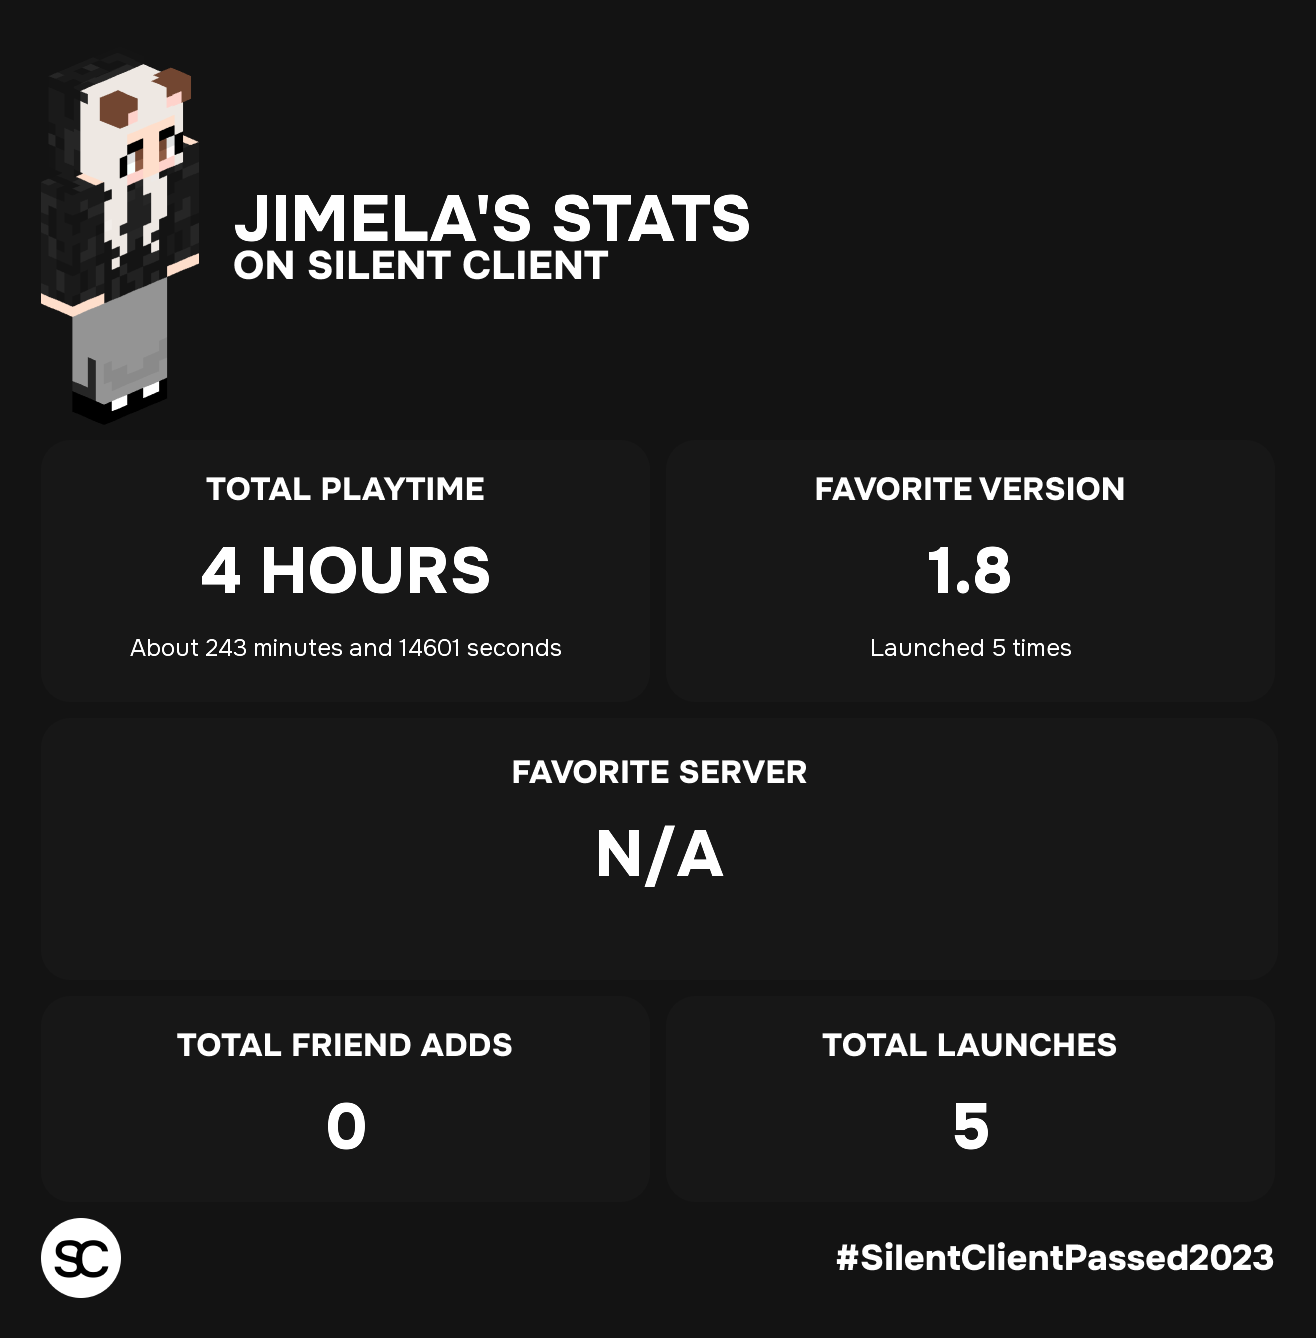 JIMELA'S STATS
ON SILENT CLIENT
TOTAL PLAYTIME
4 HOURS
About 243 minutes and 14601 seconds
FAVORITE VERSION
1.8
Launched 5 times
FAVORITE SERVER
N/A
TOTAL FRIEND ADDS
0
TOTAL LAUNCHES
5
SC
#SilentClientPassed2023